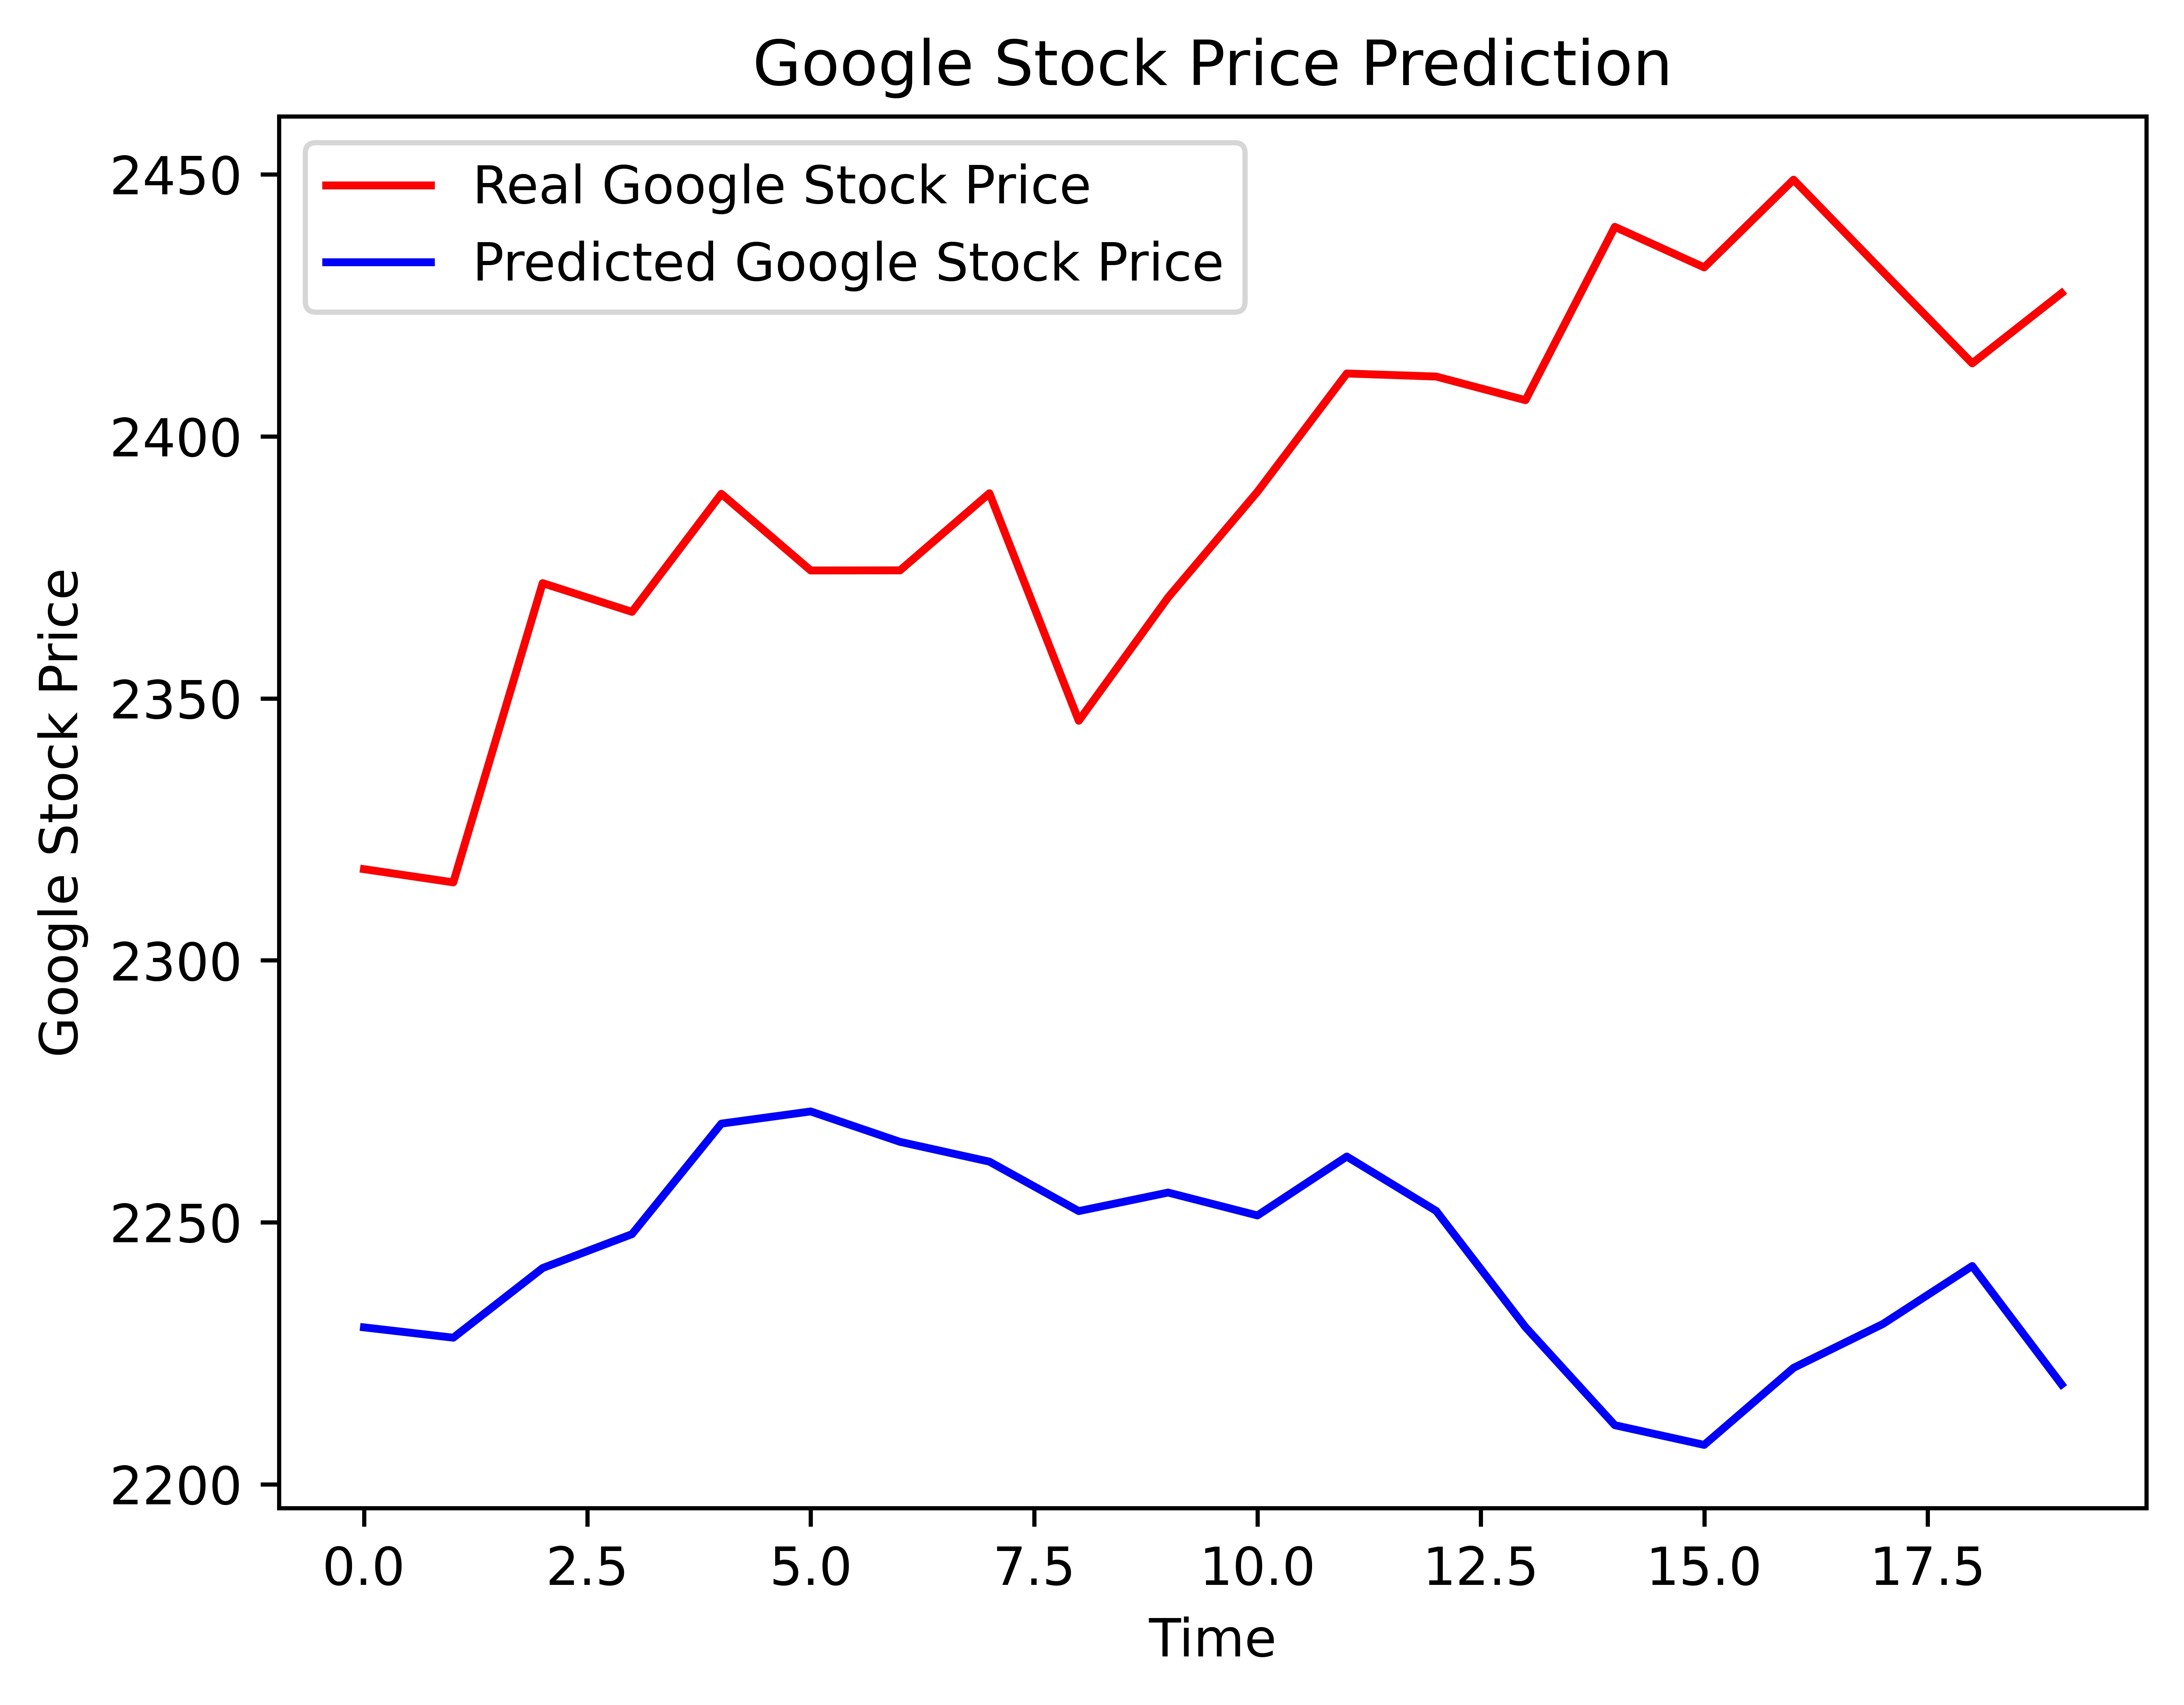 Google Stock Price Prediction
Real Google Stock Price
Predicted Google Stock Price
Google Stock Price
2450
2400
2350
2300
2250
2200
0.0 2.5 5.0 7.5 10.0 12.5 15.0 17.5
Time